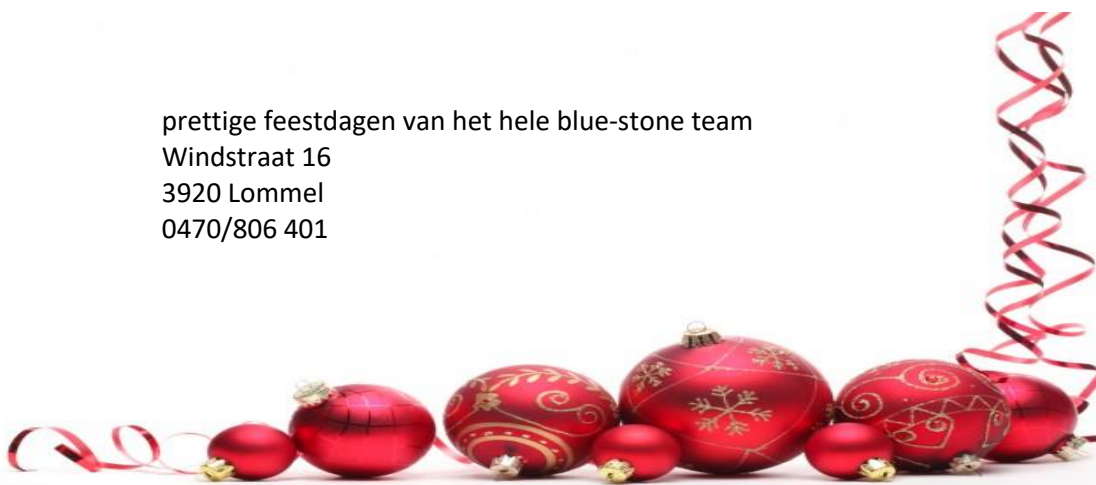 prettige feestdagen van het hele blue-stone team
Windstraat 16
3920 Lommel
0470/806 401